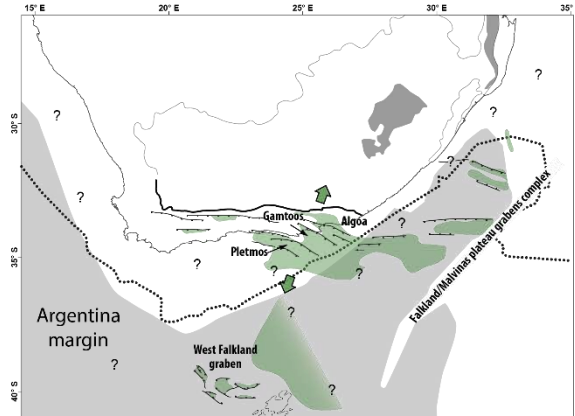 15° E
20° E
25° E
30° E
35°
?
?
30° S
?
?
?
Gamtoos
Algoa
?
Pletmos
35° S
?
?
?
Falkland/Malvinas plateau grabens complex
?
Argentina
margin
West Falkland
graben
?
?
40° S